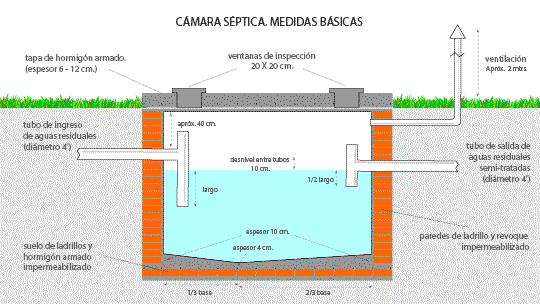 CÁMARA SÉPTICA. MEDIDAS BÁSICAS
tapa de hormigón armado.
(espesor 6 - 12 cm.)
ventanas de inspección
20 X 20 cm.
ventilación
Apróx. 2 mtrs.
tubo de ingreso
de aguas residuales
(diámetro 4')
apróx. 40 cm.
desnivel entre tubos
10 cm.
largo
1/2 largo
tubo de salida de
aguas residuales
semi-tratadas
(diámetro 4')
espesor 10 cm.
espesor 4 cm.
suelo de ladrillos y
hormigón armado
impermeabilizado
paredes de ladrillo y revoque
impermeabilizado
1/3 base
2/3 base